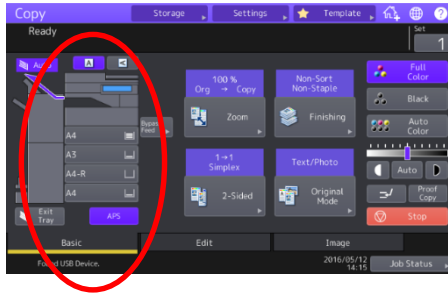 Copy
Storage
Settings
Template
?
Ready
Set
1
Auto
A
A
A4
A3
A4-R
A4
Bypass
Feed
Exit
Tray
APS
100 %
Org → Copy
Zoom
Non-Sort
Non-Staple
Finishing
1→1
Simplex
2-Sided
Text/Photo
Original
Mode
Full
Color
Black
Auto
Color
Auto
Proof
Copy
Stop
Basic
Edit
Image
Found USB Device.
2016/05/12
14:15
Job Status